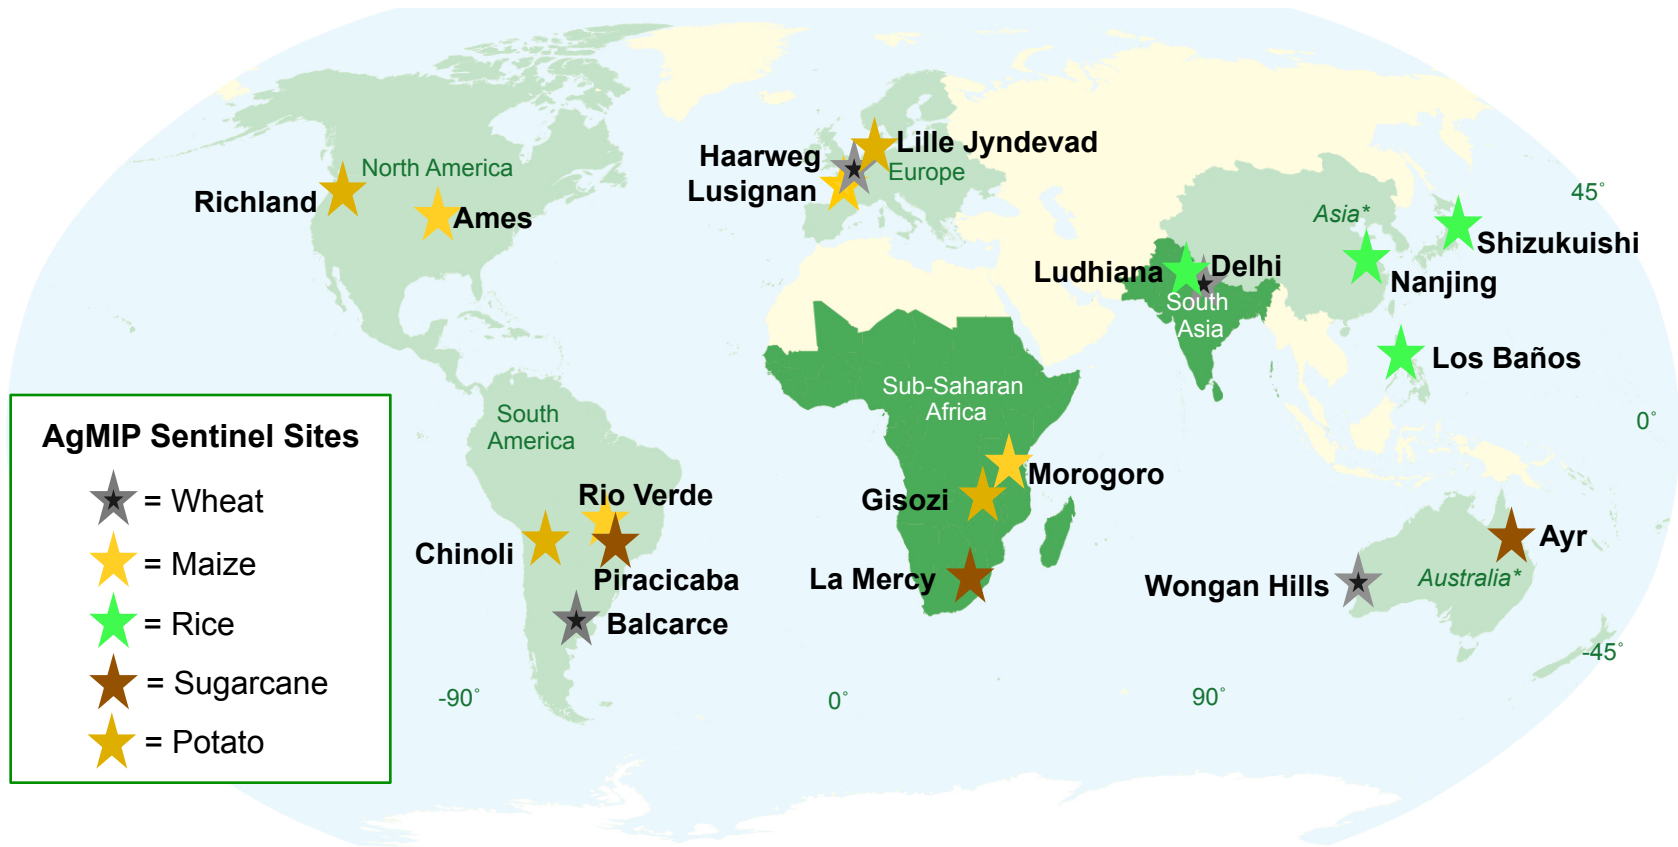 Haarweg
Lille Jyndevad
North America
Europe
Lusignan
Richland
Ames
45°
Asia*
Shizukuishi
Ludhiana
Delhi
Nanjing
South
Asia
Los Baños
Sub-Saharan
Africa
South
America
0°
AgMIP Sentinel Sites
= Wheat
= Maize
= Rice
= Sugarcane
= Potato
Morogoro
Gisozi
Rio Verde
Chinoli
Piracicaba
Balcarce
La Mercy
Ayr
Wongan Hills
Australia*
-45°
-90°
0°
90°